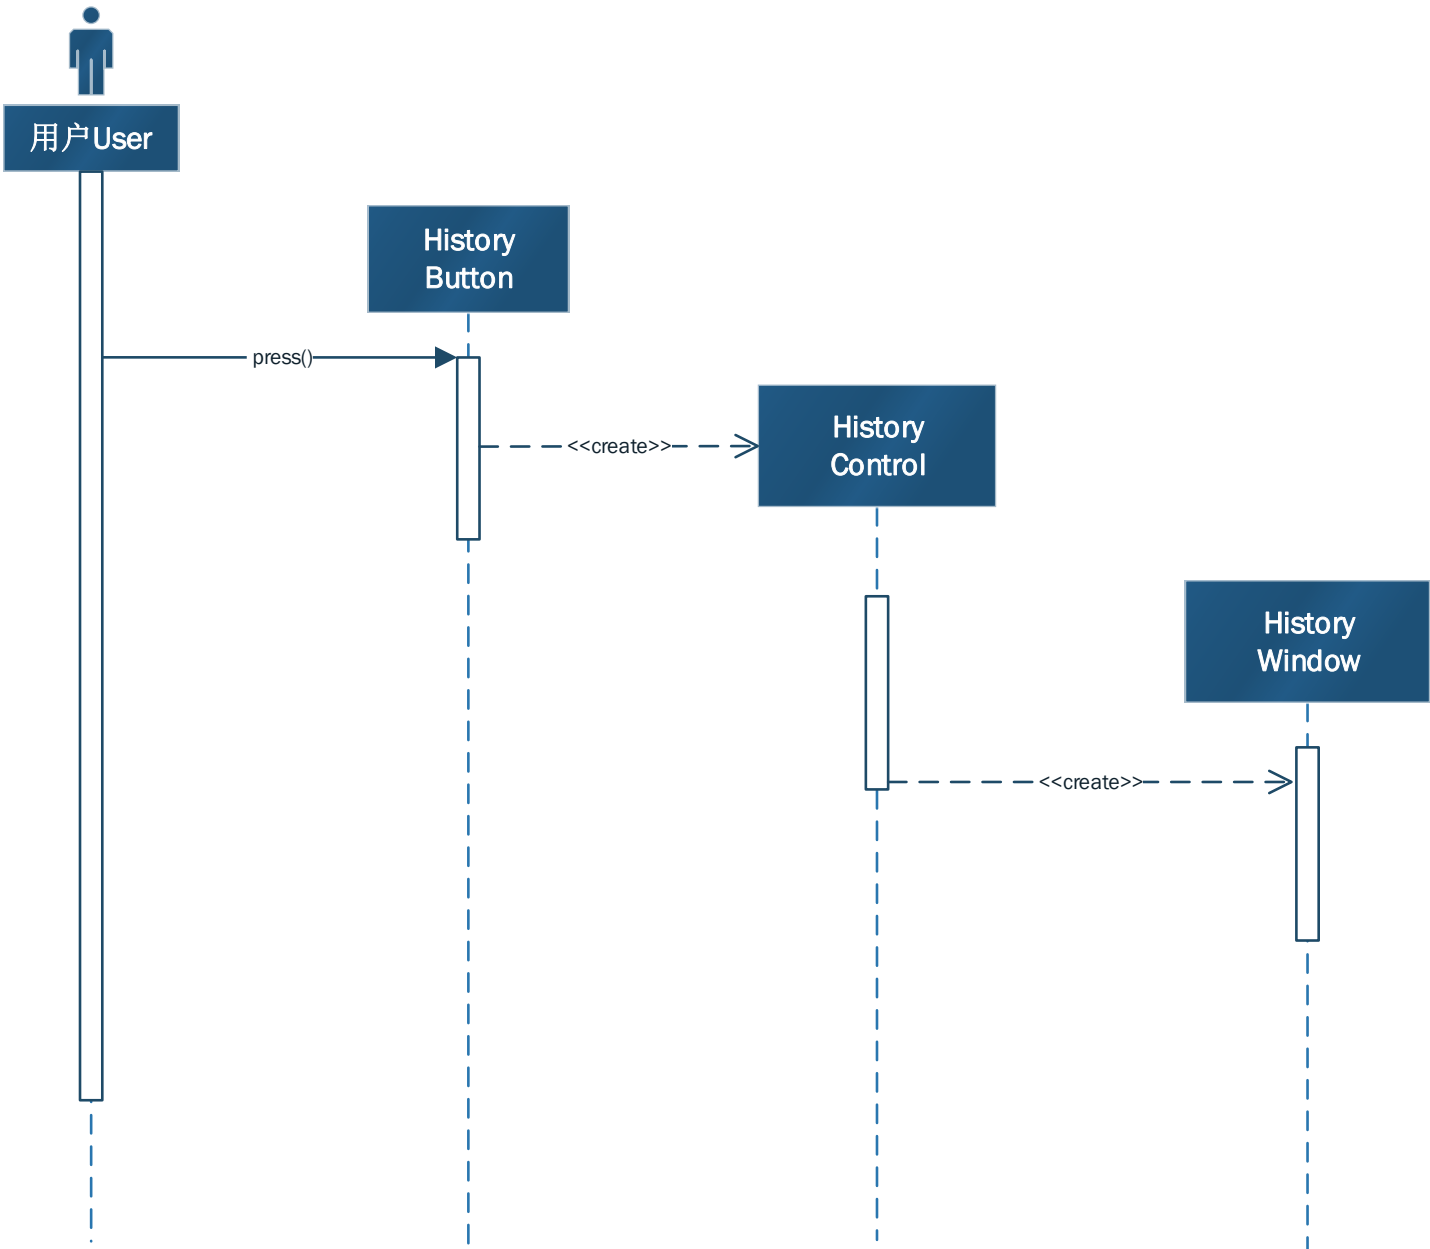 用户User
History
Button
press()
<<create>>
History
Control
History
Window
<<create>>